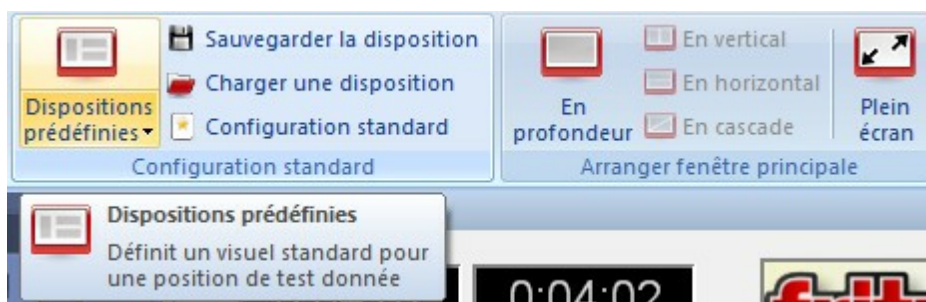 Sauvegarder la disposition
Charger une disposition
Configuration standard
Dispositions
prédéfinies
Configuration standard
En
profondeur
En vertical
En horizontal
En cascade
Plein
écran
Arranger fenêtre principale
Dispositions prédéfinies
Définit un visuel standard pour
une position de test donnée
0:04:02